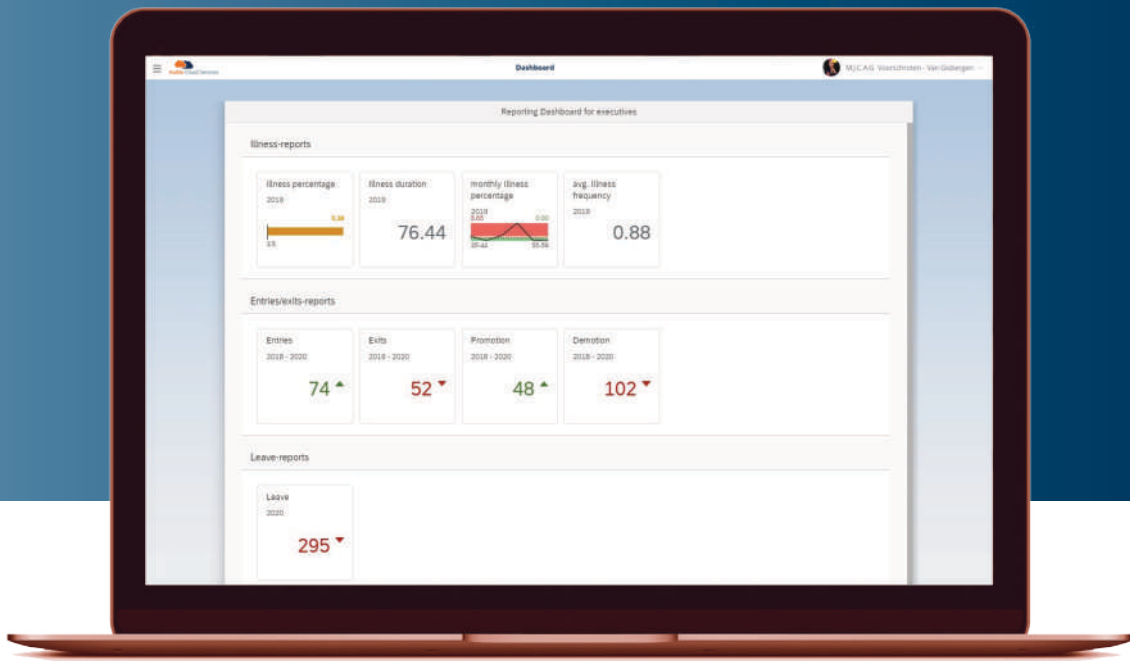 Dashboard
Reporting Dashboard for executives
Illness-reports
Illness percentage
2019
Illness duration
2019
76.44
monthly illness
percentage
2019
avg. illness
frequency
2019
0.88
Entries/exits-reports
Entries
2018 - 2020
74
Exits
2018 - 2020
52
Promotion
2018 - 2020
48
Demotion
2018 - 2020
102
Leave-reports
Leave
2020
295